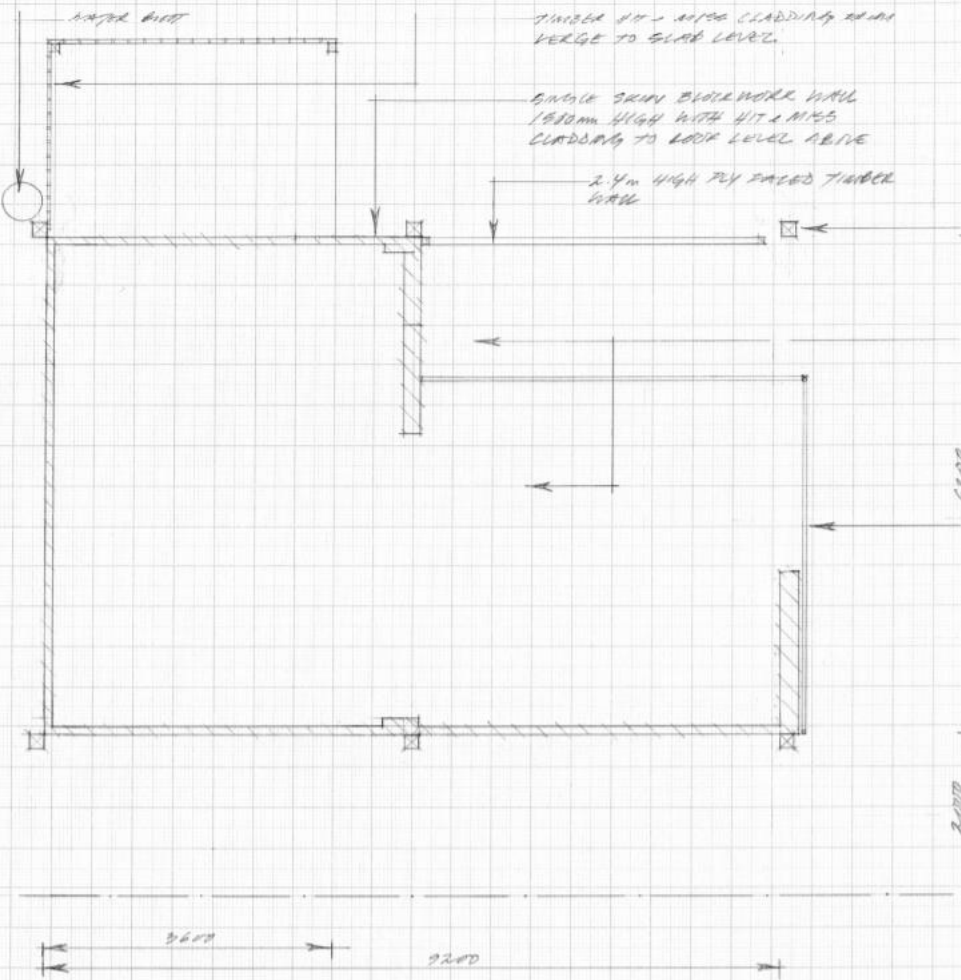 WATER BUTT
TIMBER HIT + MISS CLADDING FROM
VERGE TO SLAB LEVEL
SINGLE SKIN BLOCKWORK WALL
1500mm HIGH WITH HIT + MISS
CLADDING TO ROOF LEVEL ABOVE
2.4m HIGH PLY FACED TIMBER
WALL
3600
9200